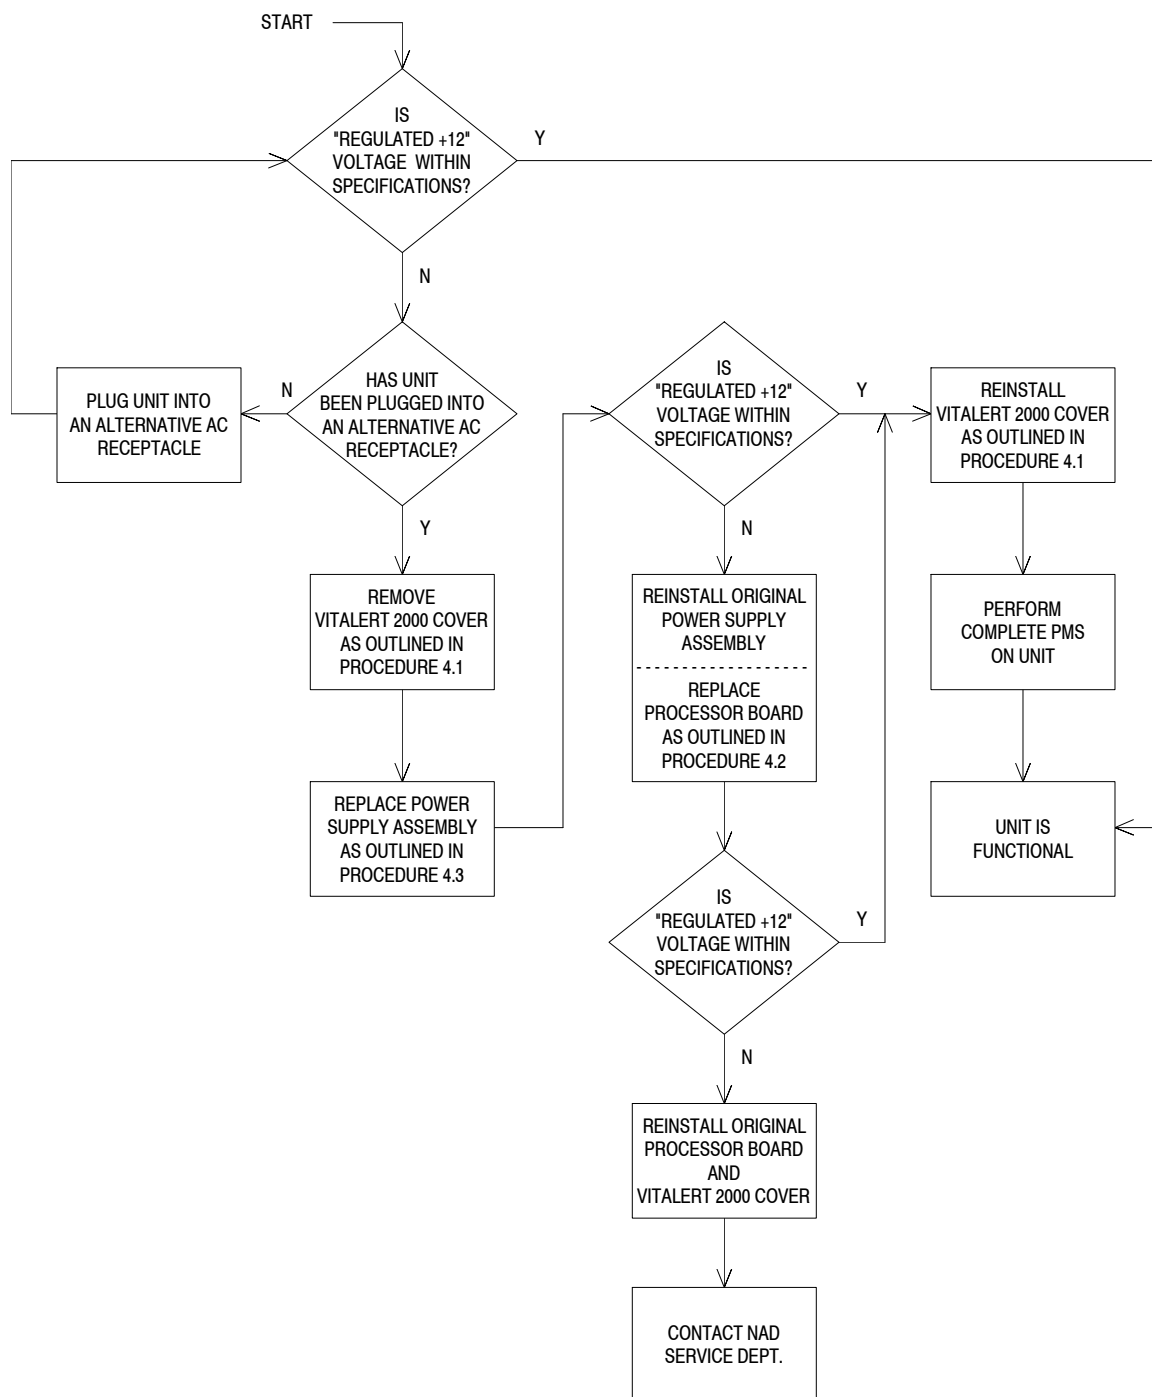 START
IS
"REGULATED +12"
VOLTAGE WITHIN
SPECIFICATIONS?
Y
N
HAS UNIT
BEEN PLUGGED INTO
AN ALTERNATIVE AC
RECEPTACLE?
N
PLUG UNIT INTO
AN ALTERNATIVE AC
RECEPTACLE
Y
REMOVE
VITALERT 2000 COVER
AS OUTLINED IN
PROCEDURE 4.1
REPLACE POWER
SUPPLY ASSEMBLY
AS OUTLINED IN
PROCEDURE 4.3
IS
"REGULATED +12"
VOLTAGE WITHIN
SPECIFICATIONS?
Y
N
REINSTALL ORIGINAL
POWER SUPPLY
ASSEMBLY
REPLACE
PROCESSOR BOARD
AS OUTLINED IN
PROCEDURE 4.2
IS
"REGULATED +12"
VOLTAGE WITHIN
SPECIFICATIONS?
Y
N
REINSTALL ORIGINAL
PROCESSOR BOARD
AND
VITALERT 2000 COVER
CONTACT NAD
SERVICE DEPT.
REINSTALL
VITALERT 2000 COVER
AS OUTLINED IN
PROCEDURE 4.1
PERFORM
COMPLETE PMS
ON UNIT
UNIT IS
FUNCTIONAL